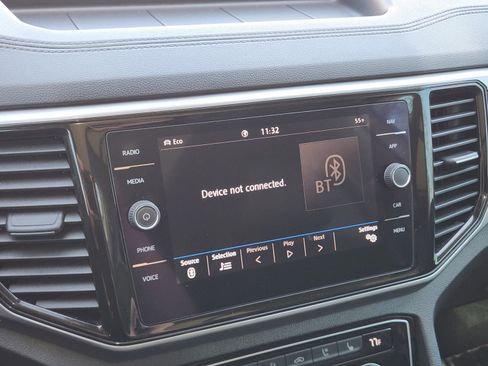 Eco 11:32 55°F
RADIO NAV
MEDIA APP
Device not connected. BT
PHONE CAR
VOICE MENU
Source Selection Previous Play Next Settings